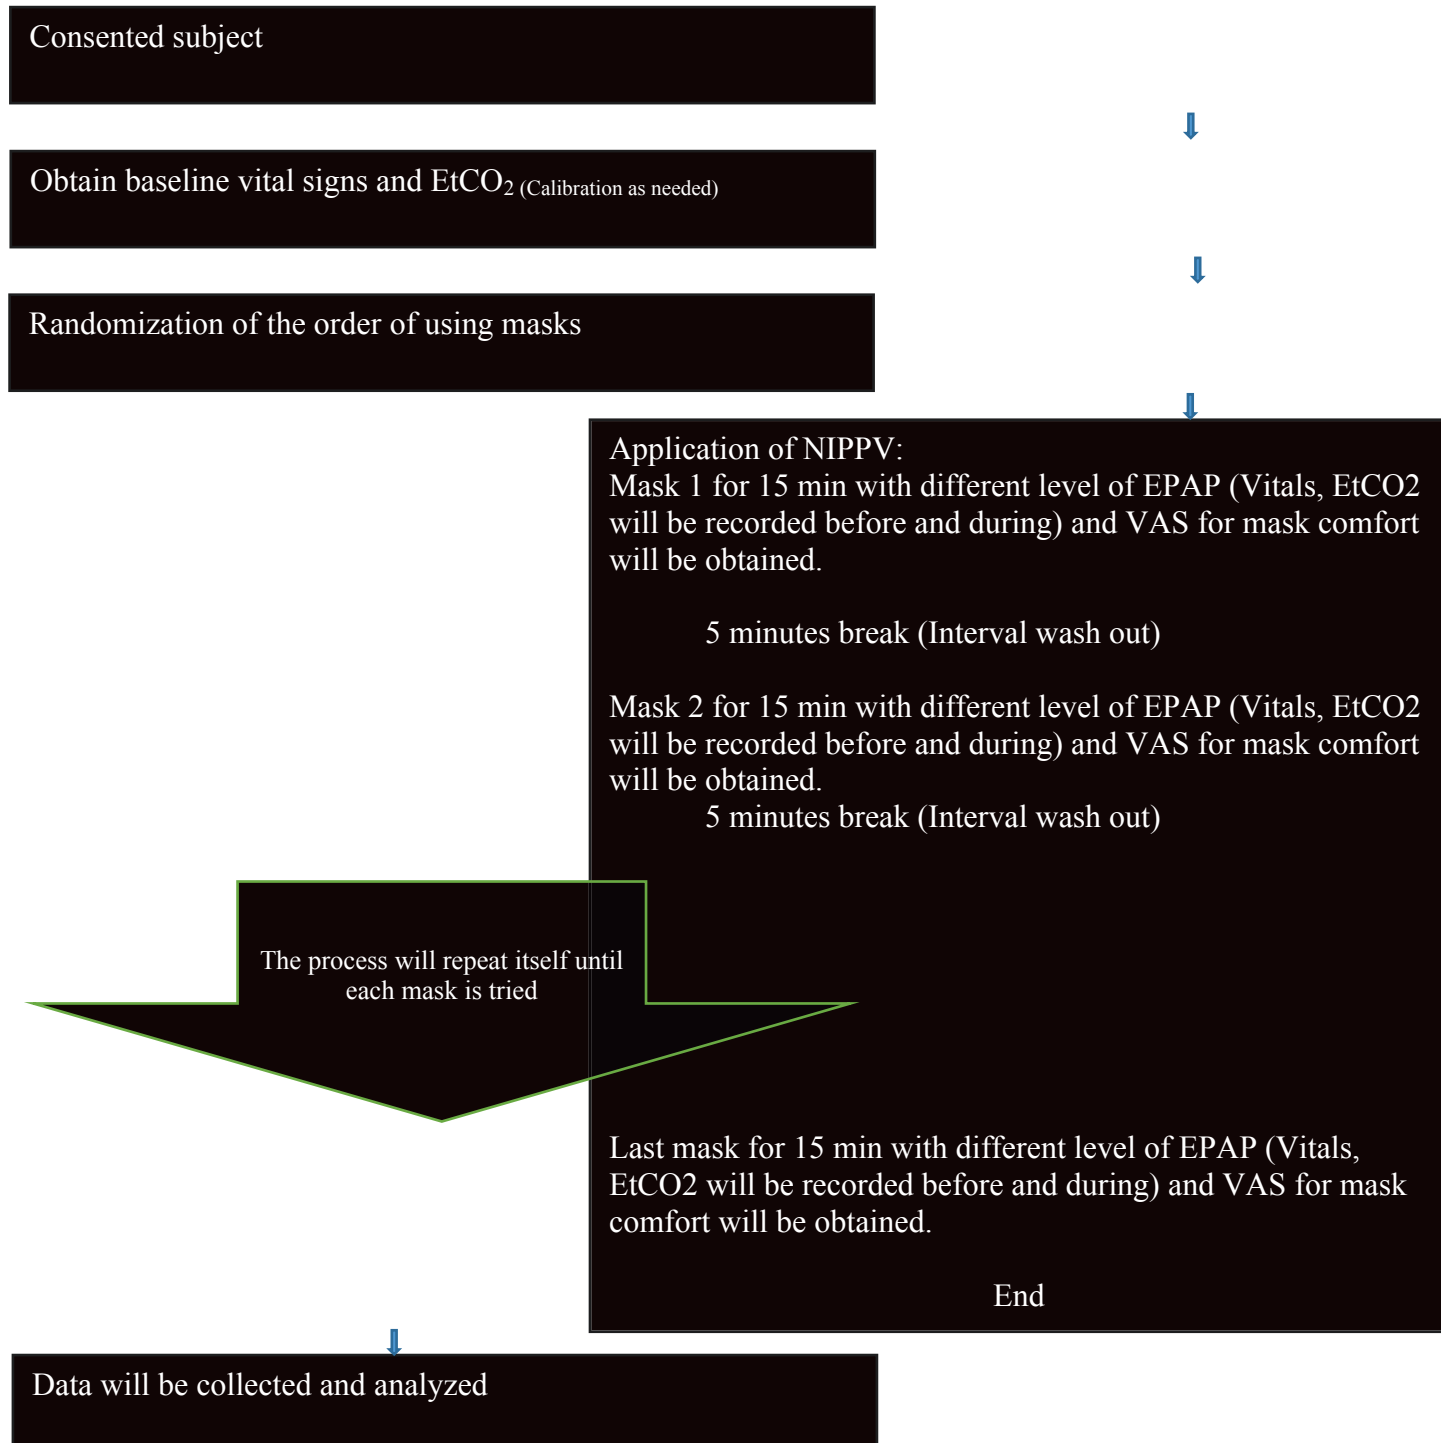 Consented subject
Obtain baseline vital signs and EtCO2 (Calibration as needed)
Randomization of the order of using masks
Application of NIPPV:
Mask 1 for 15 min with different level of EPAP (Vitals, EtCO2
will be recorded before and during) and VAS for mask comfort
will be obtained.
5 minutes break (Interval wash out)
Mask 2 for 15 min with different level of EPAP (Vitals, EtCO2
will be recorded before and during) and VAS for mask comfort
will be obtained.
5 minutes break (Interval wash out)
The process will repeat itself until
each mask is tried
Last mask for 15 min with different level of EPAP (Vitals,
EtCO2 will be recorded before and during) and VAS for mask
comfort will be obtained.
End
Data will be collected and analyzed